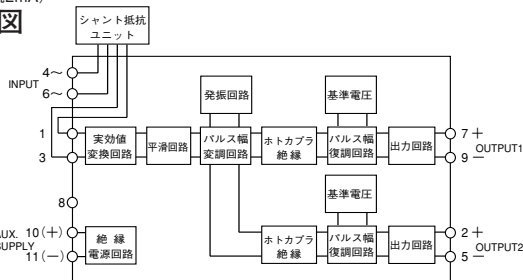 図
シャント抵抗
ユニット
4～
INPUT
6～
発振回路
基準電圧
1
3
実効値
変換回路
平滑回路
パルス幅
変調回路
ホトカプラ
絶縁
パルス幅
復調回路
出力回路
7 +
OUTPUT1
9 −
8
基準電圧
AUX.
SUPPLY
10 (+)
11 (−)
絶 縁
電源回路
ホトカプラ
絶縁
パルス幅
復調回路
出力回路
2 +
OUTPUT2
5 −